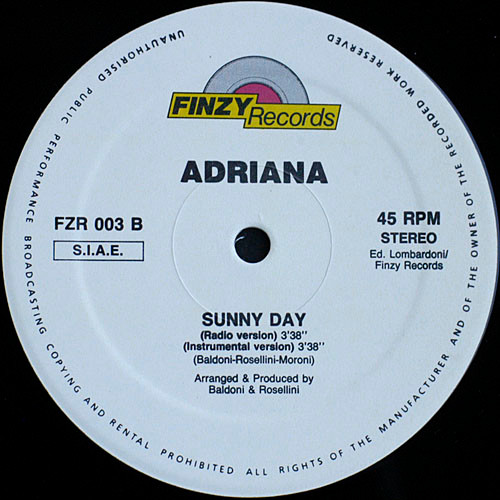 FINZY Records
ADRIANA
FZR 003 B
S.I.A.E.
45 RPM
STEREO
Ed. Lombardoni/
Finzy Records
SUNNY DAY
(Radio version) 3'38''
(Instrumental version) 3'38''
(Baldoni-Rosellini-Moroni)
Arranged & Produced by
Baldoni & Rosellini
UNAUTHORISED PUBLIC PERFORMANCE BROADCASTING COPYING AND RENTAL PROHIBITED ALL RIGHTS OF THE MANUFACTURER AND OF THE OWNER OF THE RECORDED WORK RESERVED